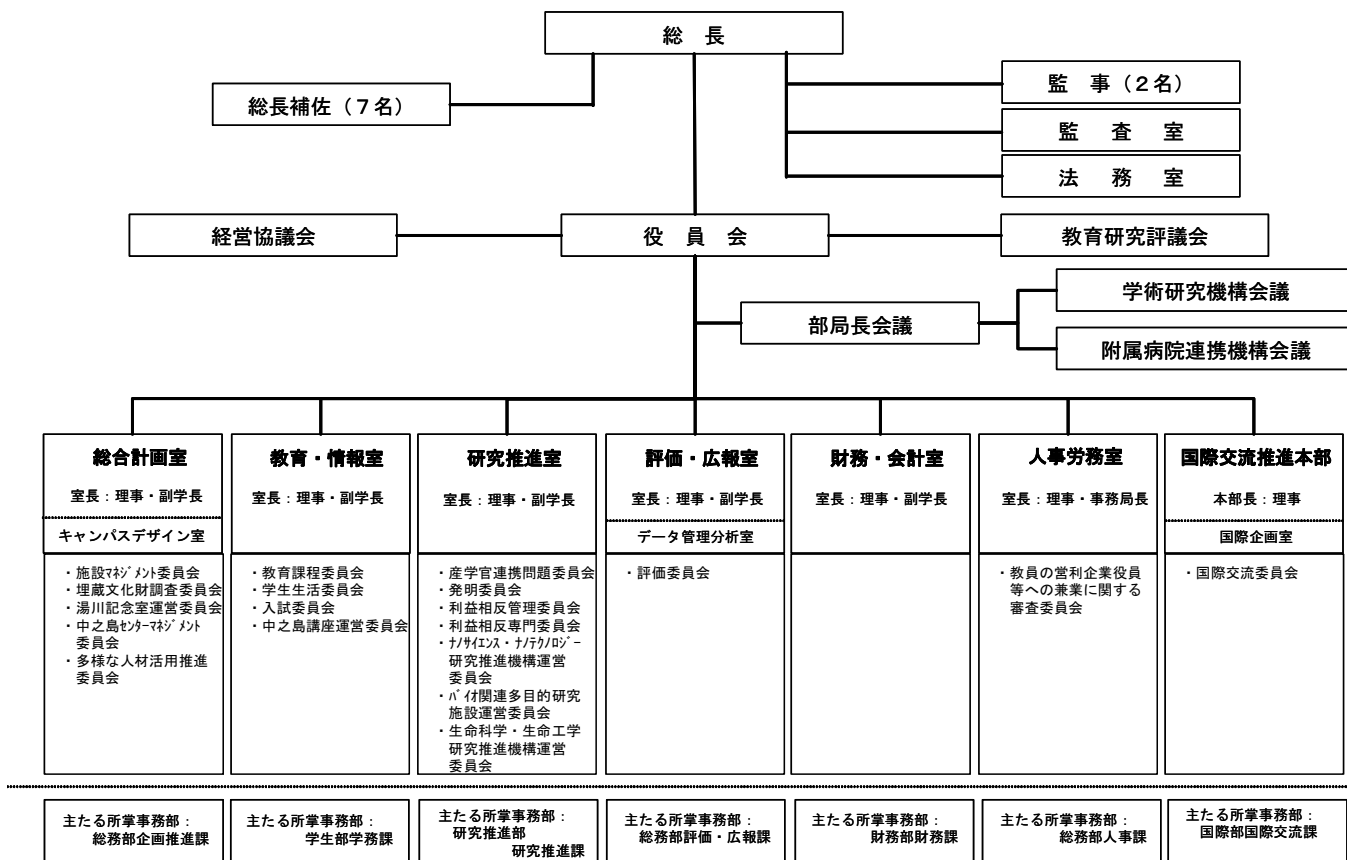 総　長
総長補佐（７名）
監　事（２名）
監　査　室
法　務　室
経営協議会
役　員　会
教育研究評議会
学術研究機構会議
部局長会議
附属病院連携機構会議
総合計画室
室長：理事・副学長
キャンパスデザイン室
・施設ﾏﾈｼﾞﾒﾝﾄ委員会
・埋蔵文化財調査委員会
・湯川記念室運営委員会
・中之島ｾﾝﾀｰﾏﾈｼﾞﾒﾝﾄ
委員会
・多様な人材活用推進
委員会
教育・情報室
室長：理事・副学長
・教育課程委員会
・学生生活委員会
・入試委員会
・中之島講座運営委員会
研究推進室
室長：理事・副学長
・産学官連携問題委員会
・発明委員会
・利益相反管理委員会
・利益相反専門委員会
・ﾅﾉｻｲｴﾝｽ・ﾅﾉﾃｸﾉﾛｼﾞｰ
研究推進機構運営
委員会
・ﾊﾞｲｵ関連多目的研究
施設運営委員会
・生命科学・生命工学
研究推進機構運営
委員会
評価・広報室
室長：理事・副学長
データ管理分析室
・評価委員会
財務・会計室
室長：理事・副学長
人事労務室
室長：理事・事務局長
・教員の営利企業役員
等への兼業に関する
審査委員会
国際交流推進本部
本部長：理事
国際企画室
・国際交流委員会
主たる所掌事務部：
総務部企画推進課
主たる所掌事務部：
学生部学務課
主たる所掌事務部：
研究推進部
研究推進課
主たる所掌事務部：
総務部評価・広報課
主たる所掌事務部：
財務部財務課
主たる所掌事務部：
総務部人事課
主たる所掌事務部：
国際部国際交流課